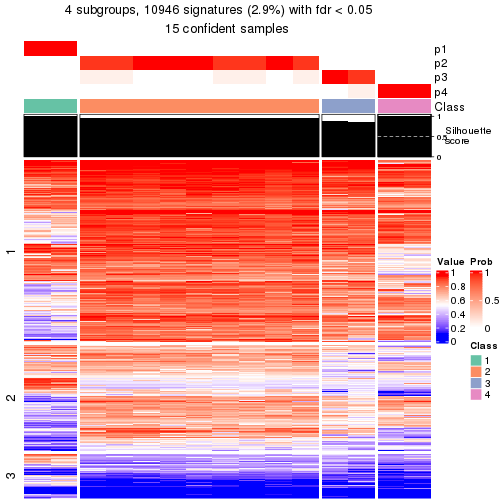 4 subgroups, 10946 signatures (2.9%) with fdr < 0.05
15 confident samples
p1
p2
p3
p4
Class
1
0.5
0
Silhouette
score
1
2
3
Value
1
0.8
0.6
0.4
0.2
0
Prob
1
0.5
0
Class
1
2
3
4